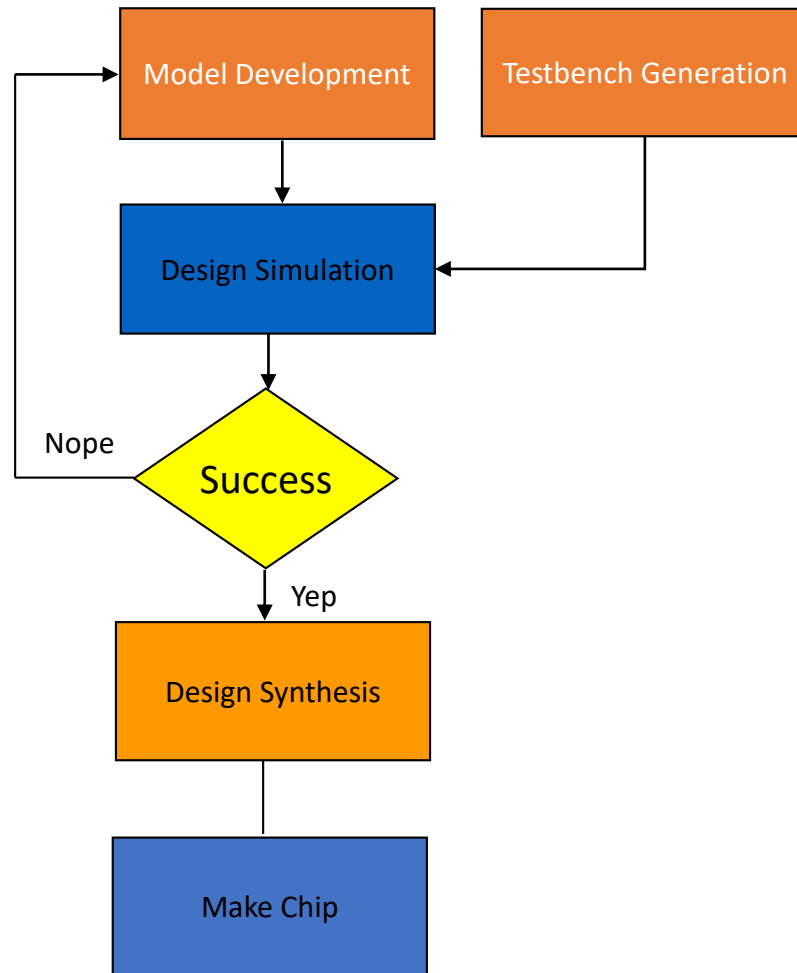 Model Development
Testbench Generation
Design Simulation
Nope
Success
Yep
Design Synthesis
Make Chip